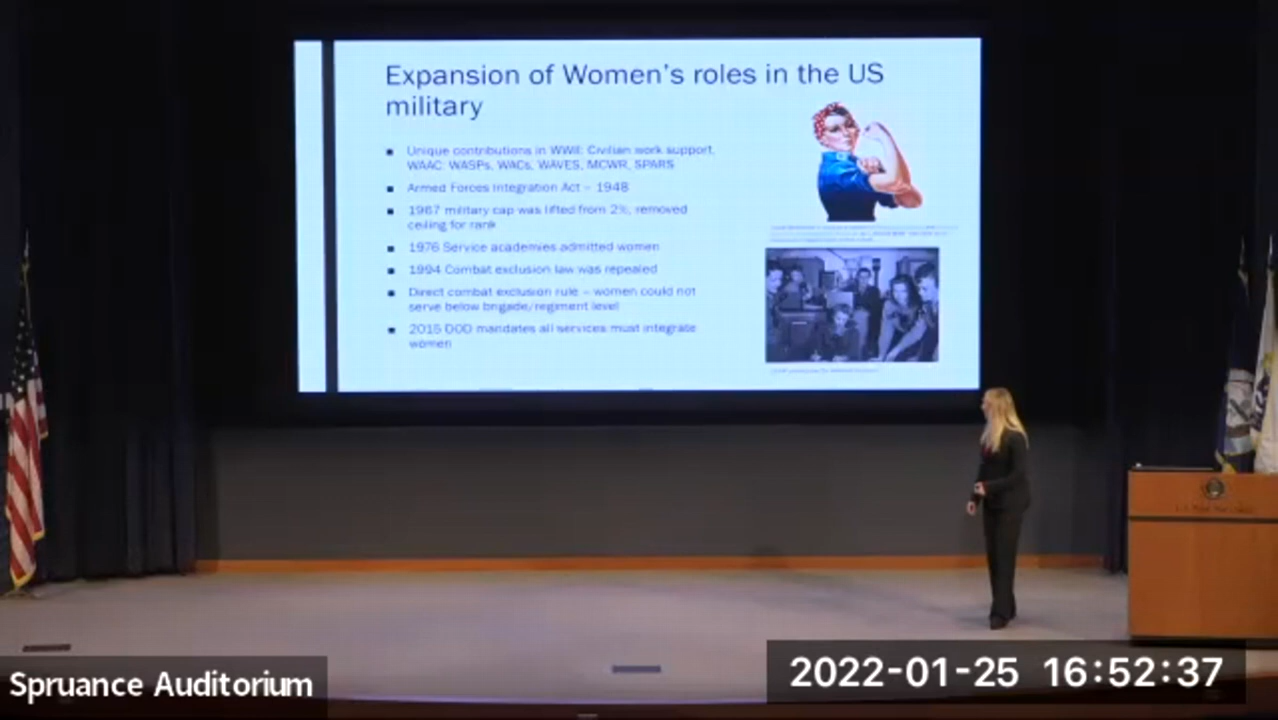 Expansion of Women's roles in the US
military
Unique contributions in WWII: Civilian work support,
WAAC: WASPs, WACs, WAVES, MCWR, SPARS
Armed Forces Integration Act – 1948
1967 military cap was lifted from 2%, removed
ceiling for rank
1976 Service academies admitted women
1994 Combat exclusion law was repealed
Direct combat exclusion rule – women could not
serve below brigade/regiment level
2015 DOD mandates all services must integrate
women
Spruance Auditorium
2022-01-25 16:52:37